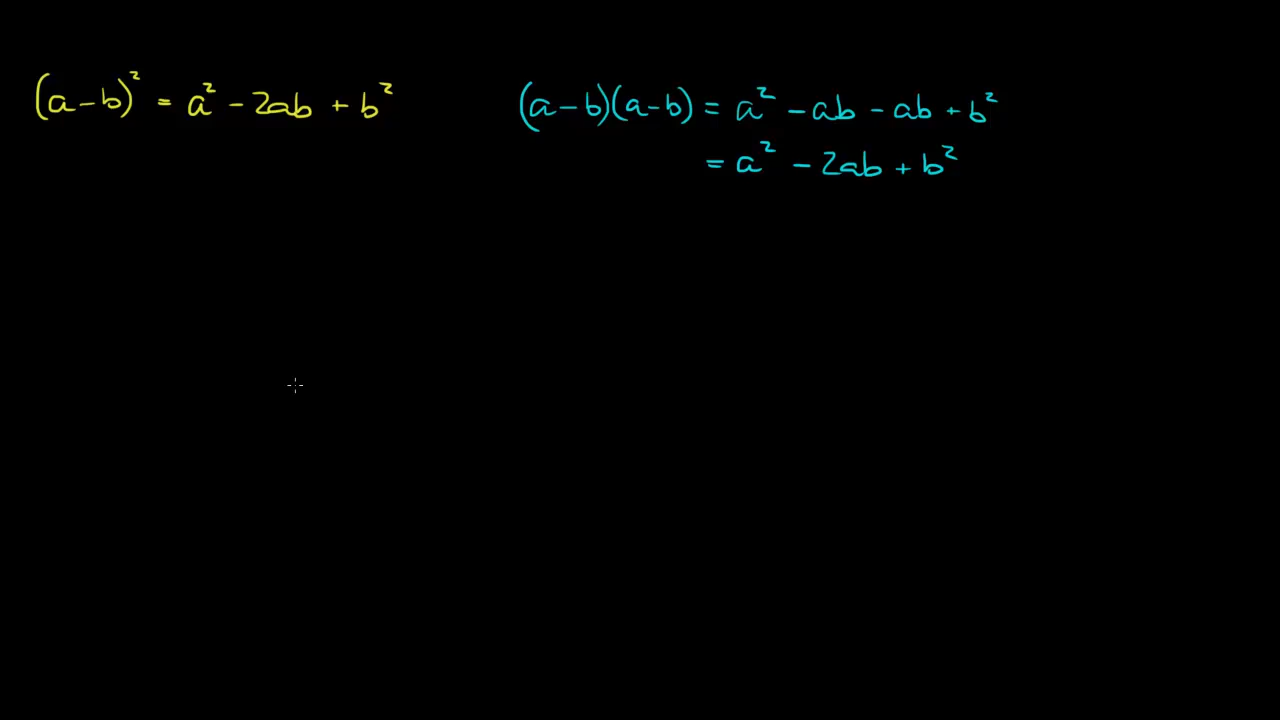 (a-b)² = a² - 2ab + b²
(a-b)(a-b) = a² - ab - ab + b²
= a² - 2ab + b²